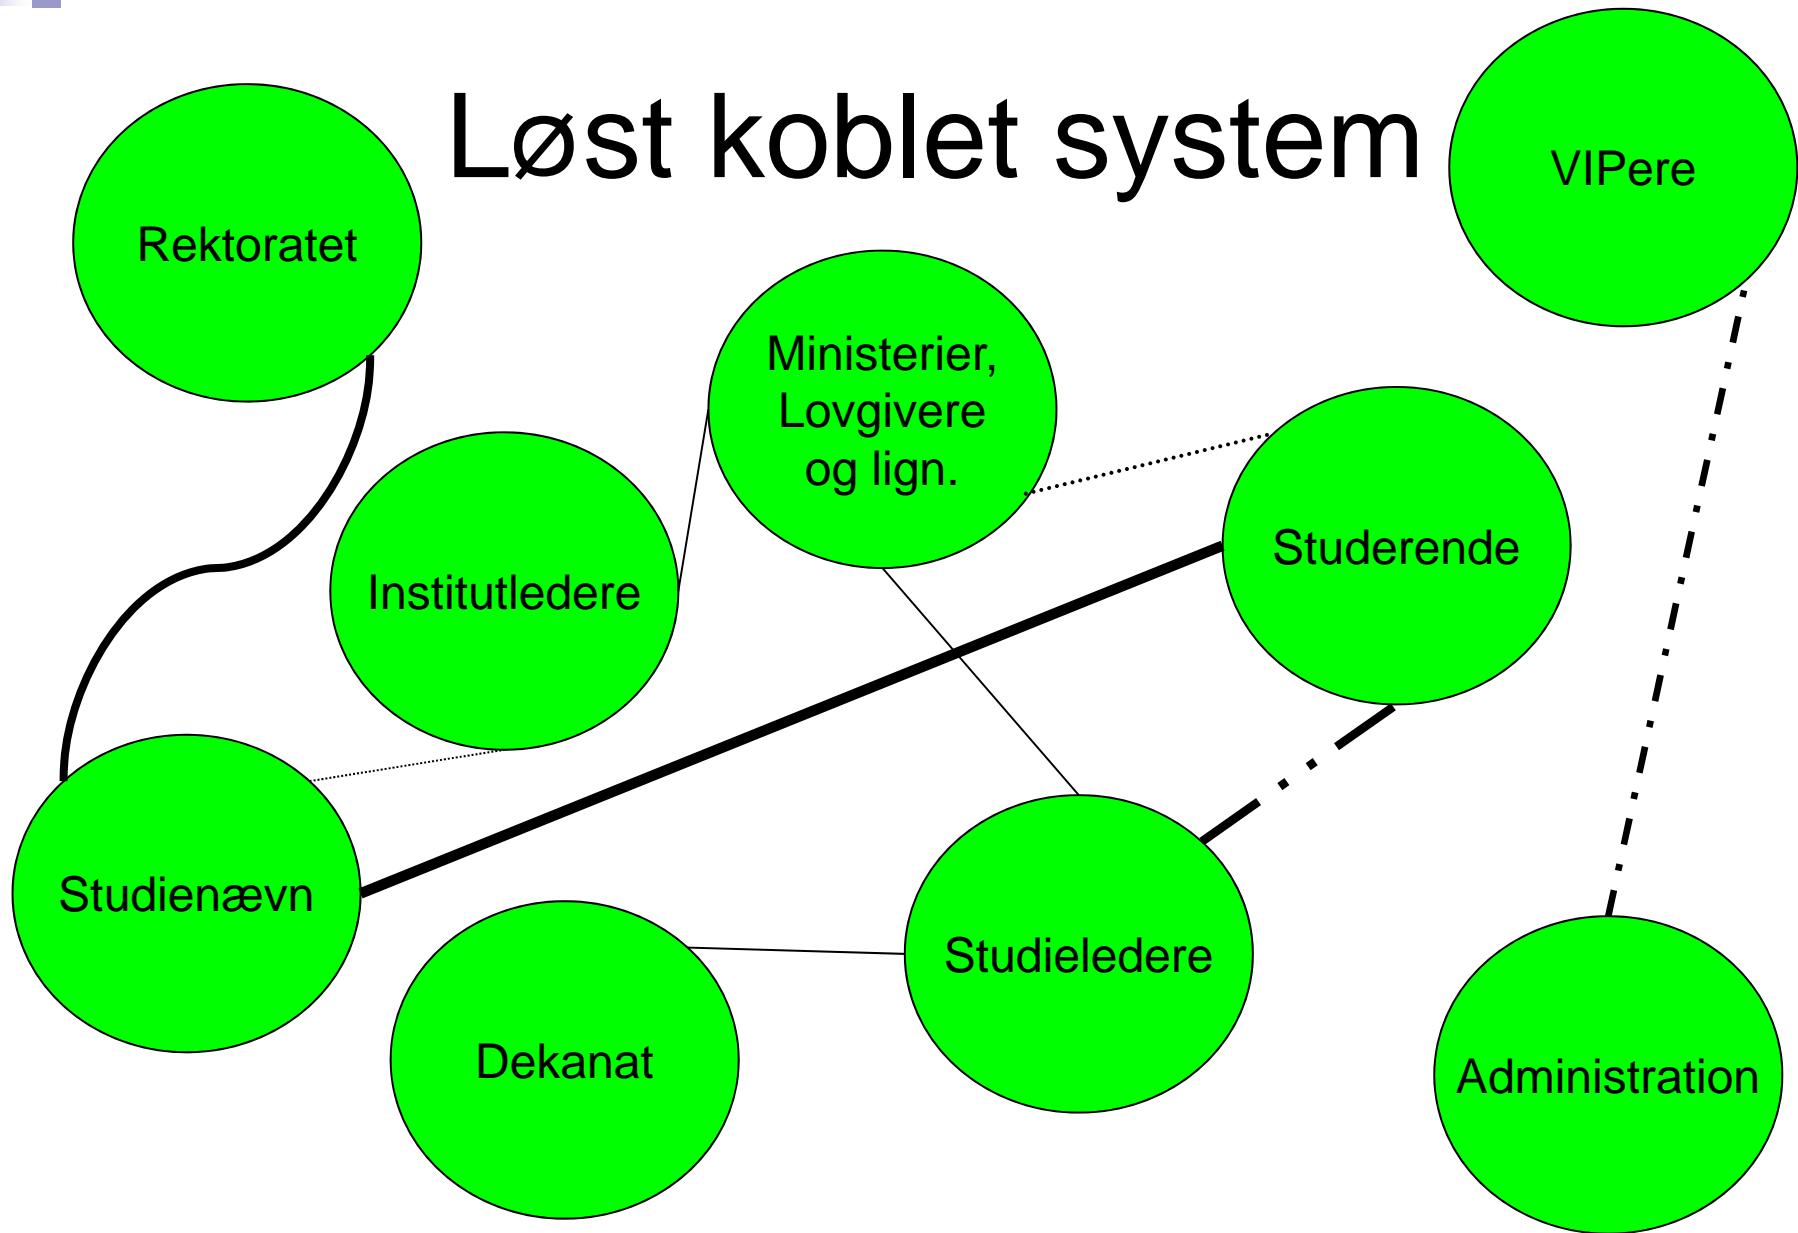 Løst koblet system
VIPere
Rektoratet
Ministerier,
Lovgivere
og lign.
Studerende
Institutledere
Studienævn
Studieledere
Dekanat
Administration